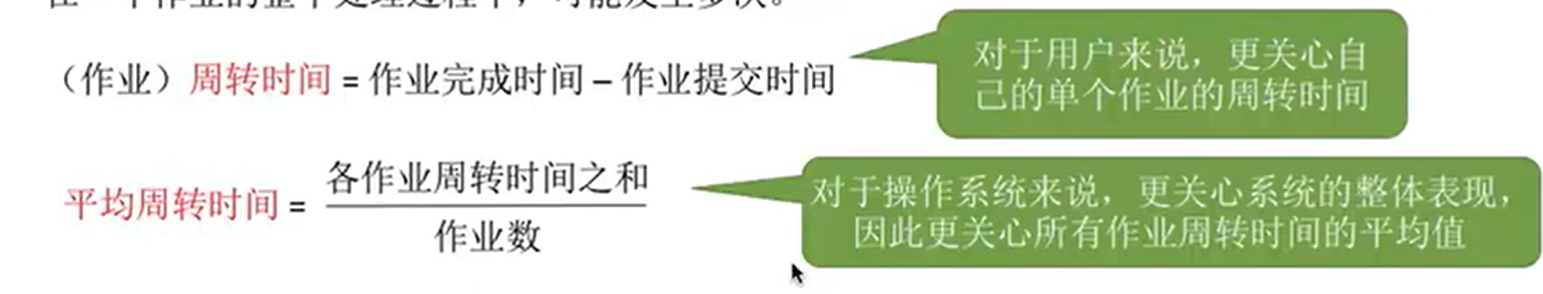 （作业）周转时间 = 作业完成时间 – 作业提交时间
对于用户来说，更关心自
己的单个作业的周转时间
平均周转时间 =
各作业周转时间之和
作业数
对于操作系统来说，更关心系统的整体表现，
因此更关心所有作业周转时间的平均值